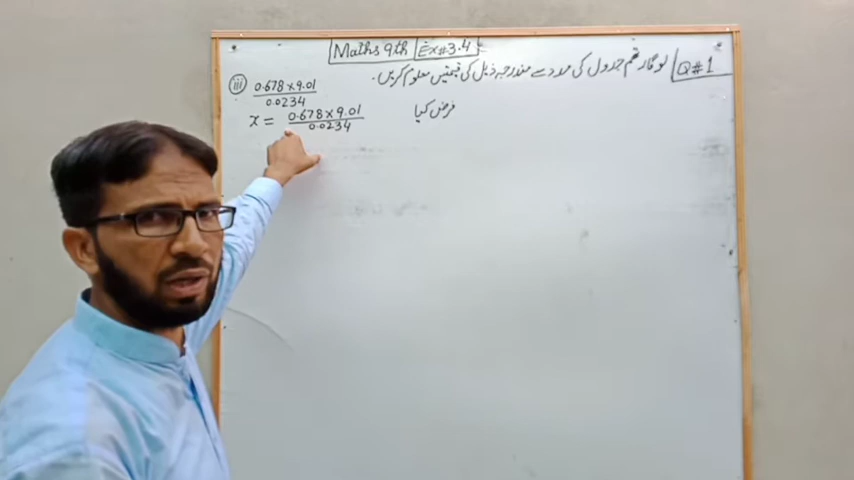 Maths 9th Ex#3.4
Q#1 لوگارتھم جدول کی مدد سے مندرجہ ذیل کی قیمتیں معلوم کریں۔
iii 0.678 x 9.01
0.0234
x = 0.678 x 9.01 فرض کیا
0.0234